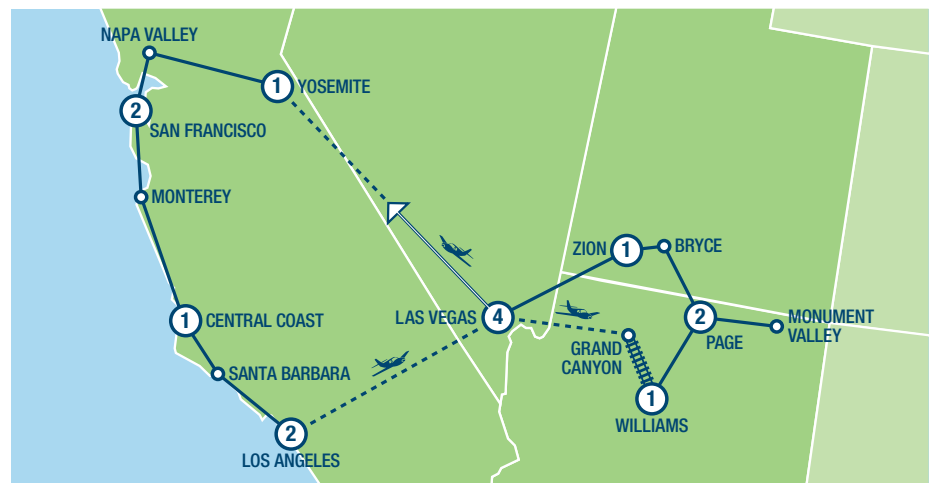 NAPA VALLEY
1
YOSEMITE
2
SAN FRANCISCO
MONTEREY
ZION
1
BRYCE
1
CENTRAL COAST
LAS VEGAS
4
2
PAGE
MONUMENT
VALLEY
GRAND
CANYON
SANTA BARBARA
1
WILLIAMS
2
LOS ANGELES